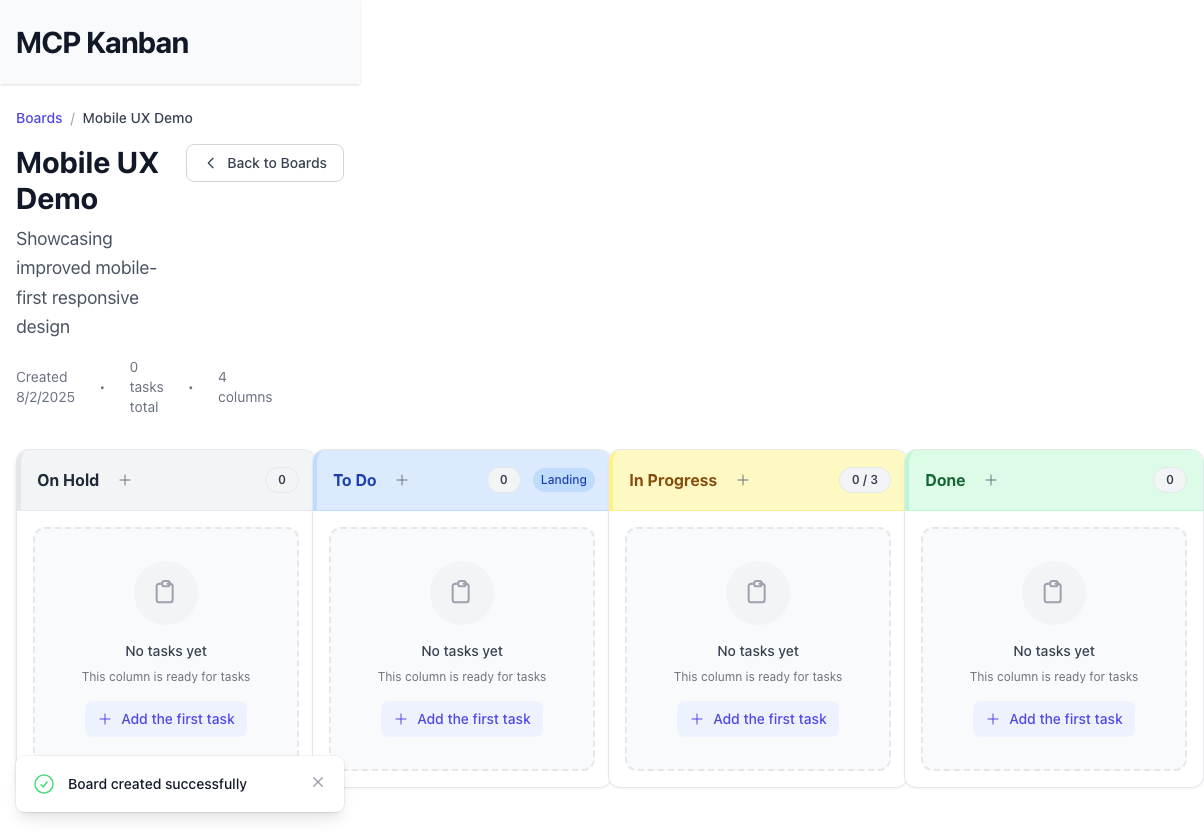 MCP Kanban
Boards / Mobile UX Demo
Mobile UX
Demo
Back to Boards
Showcasing
improved mobile-
first responsive
design
Created
8/2/2025
•
0
tasks
total
•
4
columns
On Hold + 0
To Do + 0 Landing
In Progress + 0 / 3
Done + 0
No tasks yet
This column is ready for tasks
+ Add the first task
No tasks yet
This column is ready for tasks
+ Add the first task
No tasks yet
This column is ready for tasks
+ Add the first task
No tasks yet
This column is ready for tasks
+ Add the first task
Board created successfully